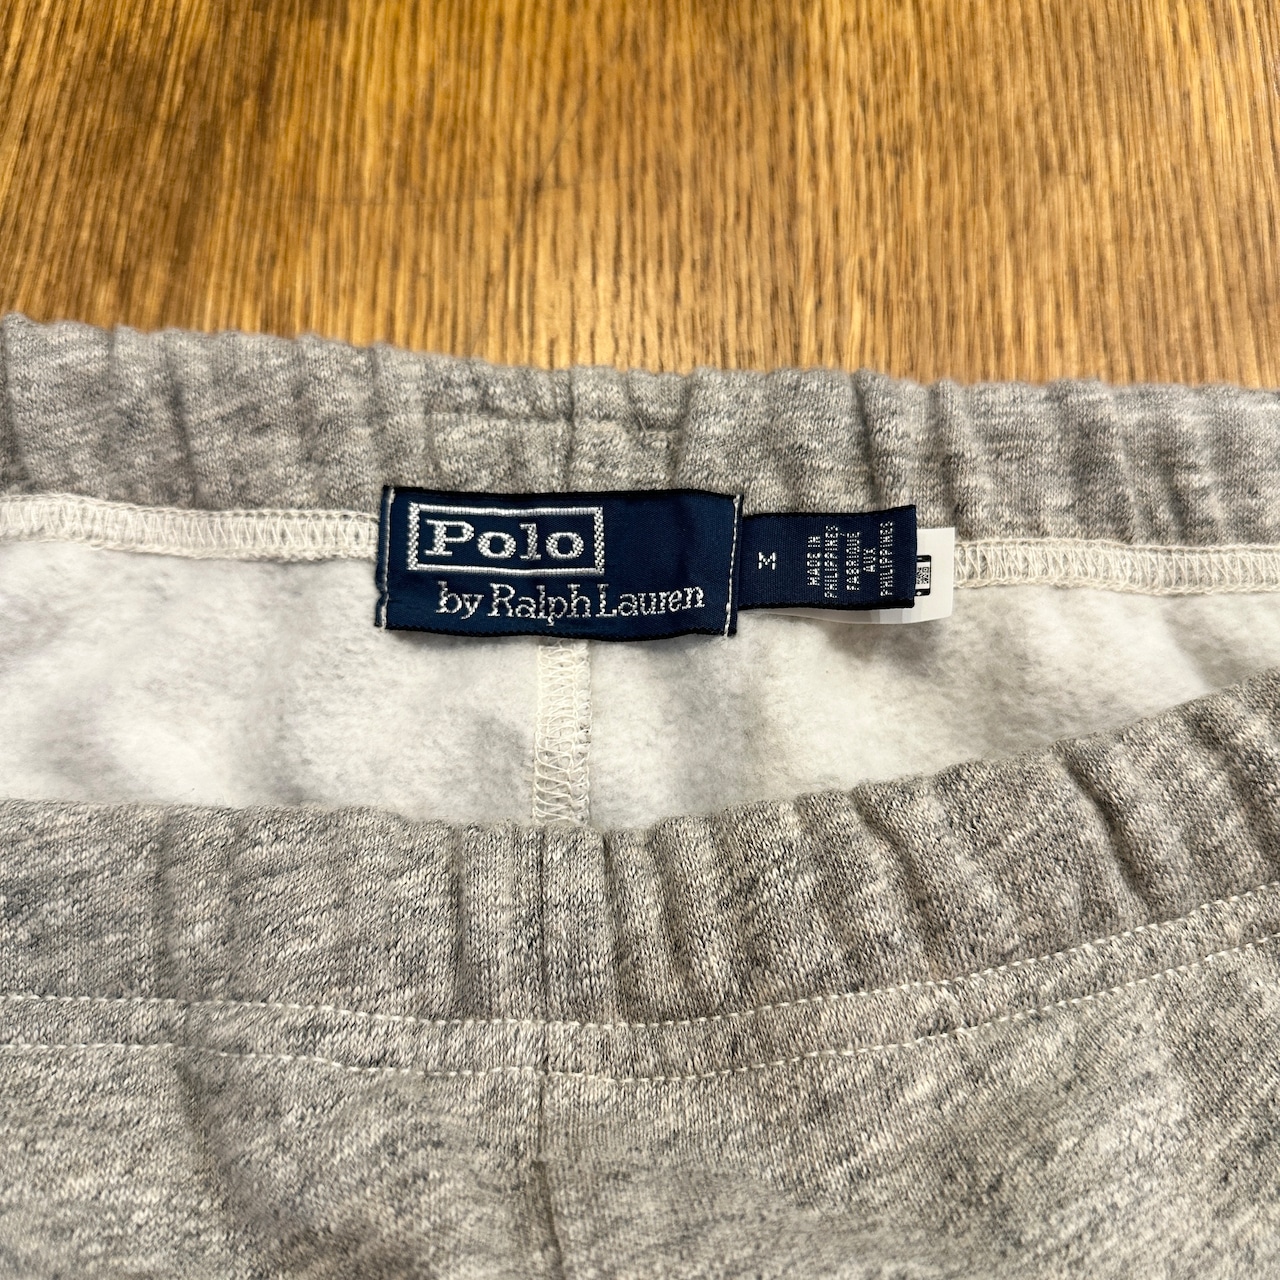 Polo
by Ralph Lauren
M
MADE IN
PHILIPPINES
FABRIQUE
AUX
PHILIPPINES